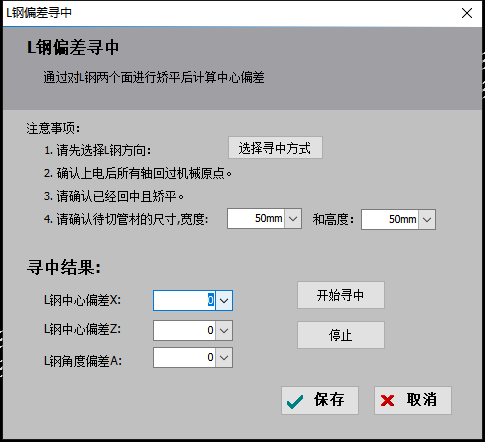 L钢偏差寻中
L钢偏差寻中
通过对L钢两个面进行矫平后计算中心偏差
注意事项:
1. 请先选择L钢方向: 选择寻中方式
2. 确认上电后所有轴回过机械原点。
3. 请确认已经回中且矫平。
4. 请确认待切管材的尺寸,宽度: 50mm 和高度: 50mm
寻中结果:
L钢中心偏差X: 0 开始寻中
L钢中心偏差Z: 0 停止
L钢角度偏差A: 0
保存 取消